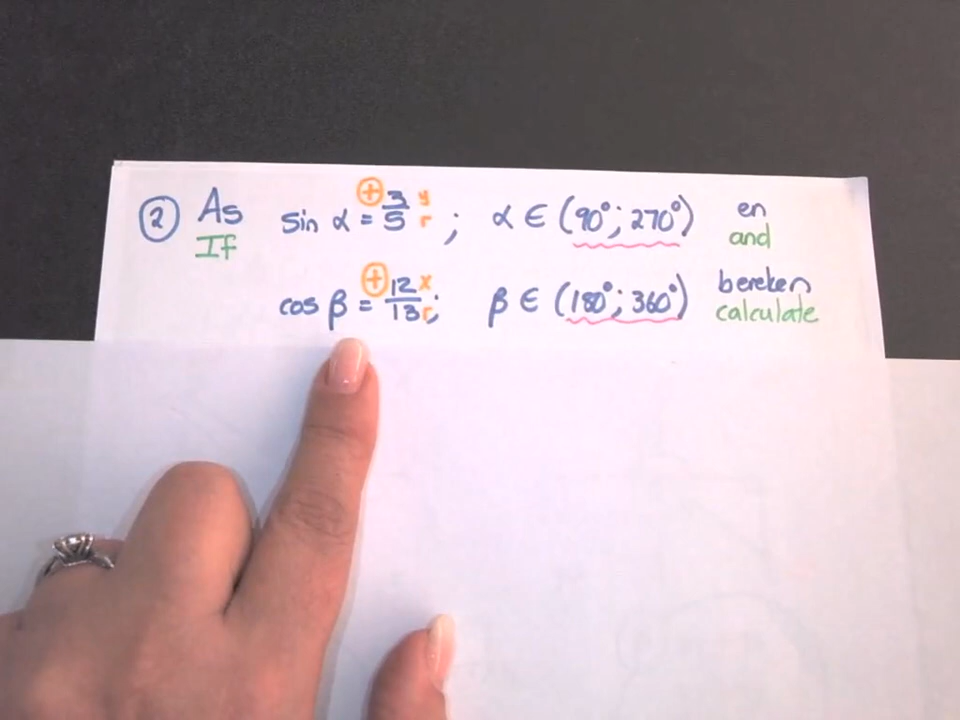 ② As sin α = ⊕ 3/5 y/r ; α ∈ (90°; 270°) en
If and
cos β = ⊕ 12/13 x/r ; β ∈ (180°; 360°) bereken
calculate